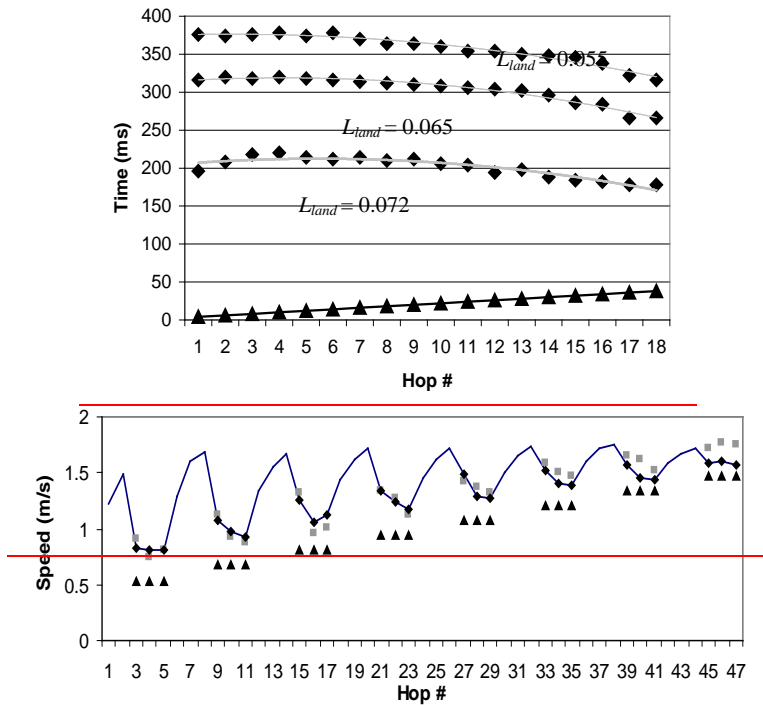 400
350
300
250
200
150
100
50
0
Time (ms)
L_land = 0.055
L_land = 0.065
L_land = 0.072
1 2 3 4 5 6 7 8 9 10 11 12 13 14 15 16 17 18
Hop #
2
1.5
1
0.5
0
Speed (m/s)
1 3 5 7 9 11 13 15 17 19 21 23 25 27 29 31 33 35 37 39 41 43 45 47
Hop #